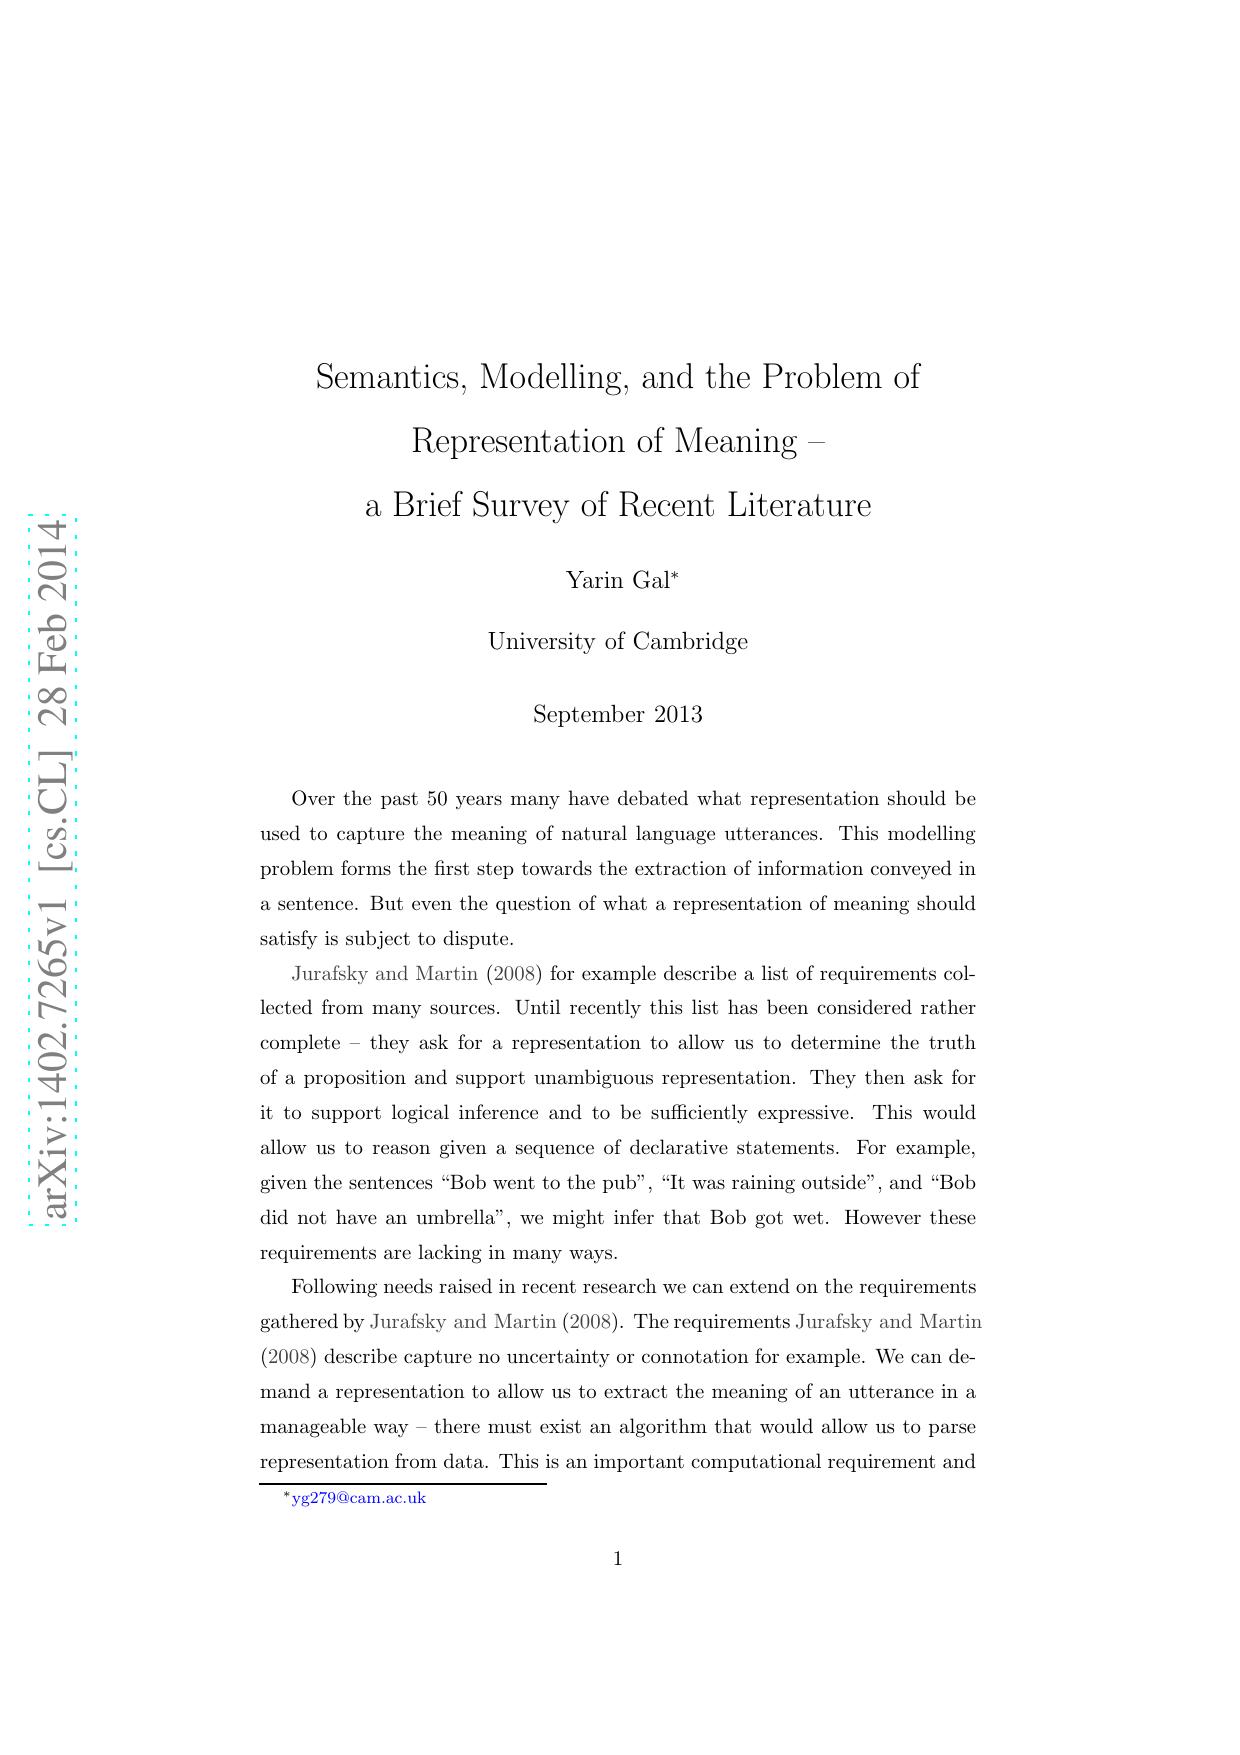 Semantics, Modelling, and the Problem of
Representation of Meaning –
a Brief Survey of Recent Literature
Yarin Gal*
University of Cambridge
September 2013
arXiv:1402.7265v1 [cs.CL] 28 Feb 2014
Over the past 50 years many have debated what representation should be
used to capture the meaning of natural language utterances. This modelling
problem forms the first step towards the extraction of information conveyed in
a sentence. But even the question of what a representation of meaning should
satisfy is subject to dispute.
Jurafsky and Martin (2008) for example describe a list of requirements col-
lected from many sources. Until recently this list has been considered rather
complete – they ask for a representation to allow us to determine the truth
of a proposition and support unambiguous representation. They then ask for
it to support logical inference and to be sufficiently expressive. This would
allow us to reason given a sequence of declarative statements. For example,
given the sentences “Bob went to the pub”, “It was raining outside”, and “Bob
did not have an umbrella”, we might infer that Bob got wet. However these
requirements are lacking in many ways.
Following needs raised in recent research we can extend on the requirements
gathered by Jurafsky and Martin (2008). The requirements Jurafsky and Martin
(2008) describe capture no uncertainty or connotation for example. We can de-
mand a representation to allow us to extract the meaning of an utterance in a
manageable way – there must exist an algorithm that would allow us to parse
representation from data. This is an important computational requirement and
*yg279@cam.ac.uk
1